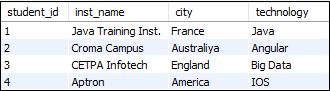 student_id inst_name city technology
1 Java Training Inst. France Java
2 Croma Campus Australiya Angular
3 CETPA Infotech England Big Data
4 Aptron America IOS